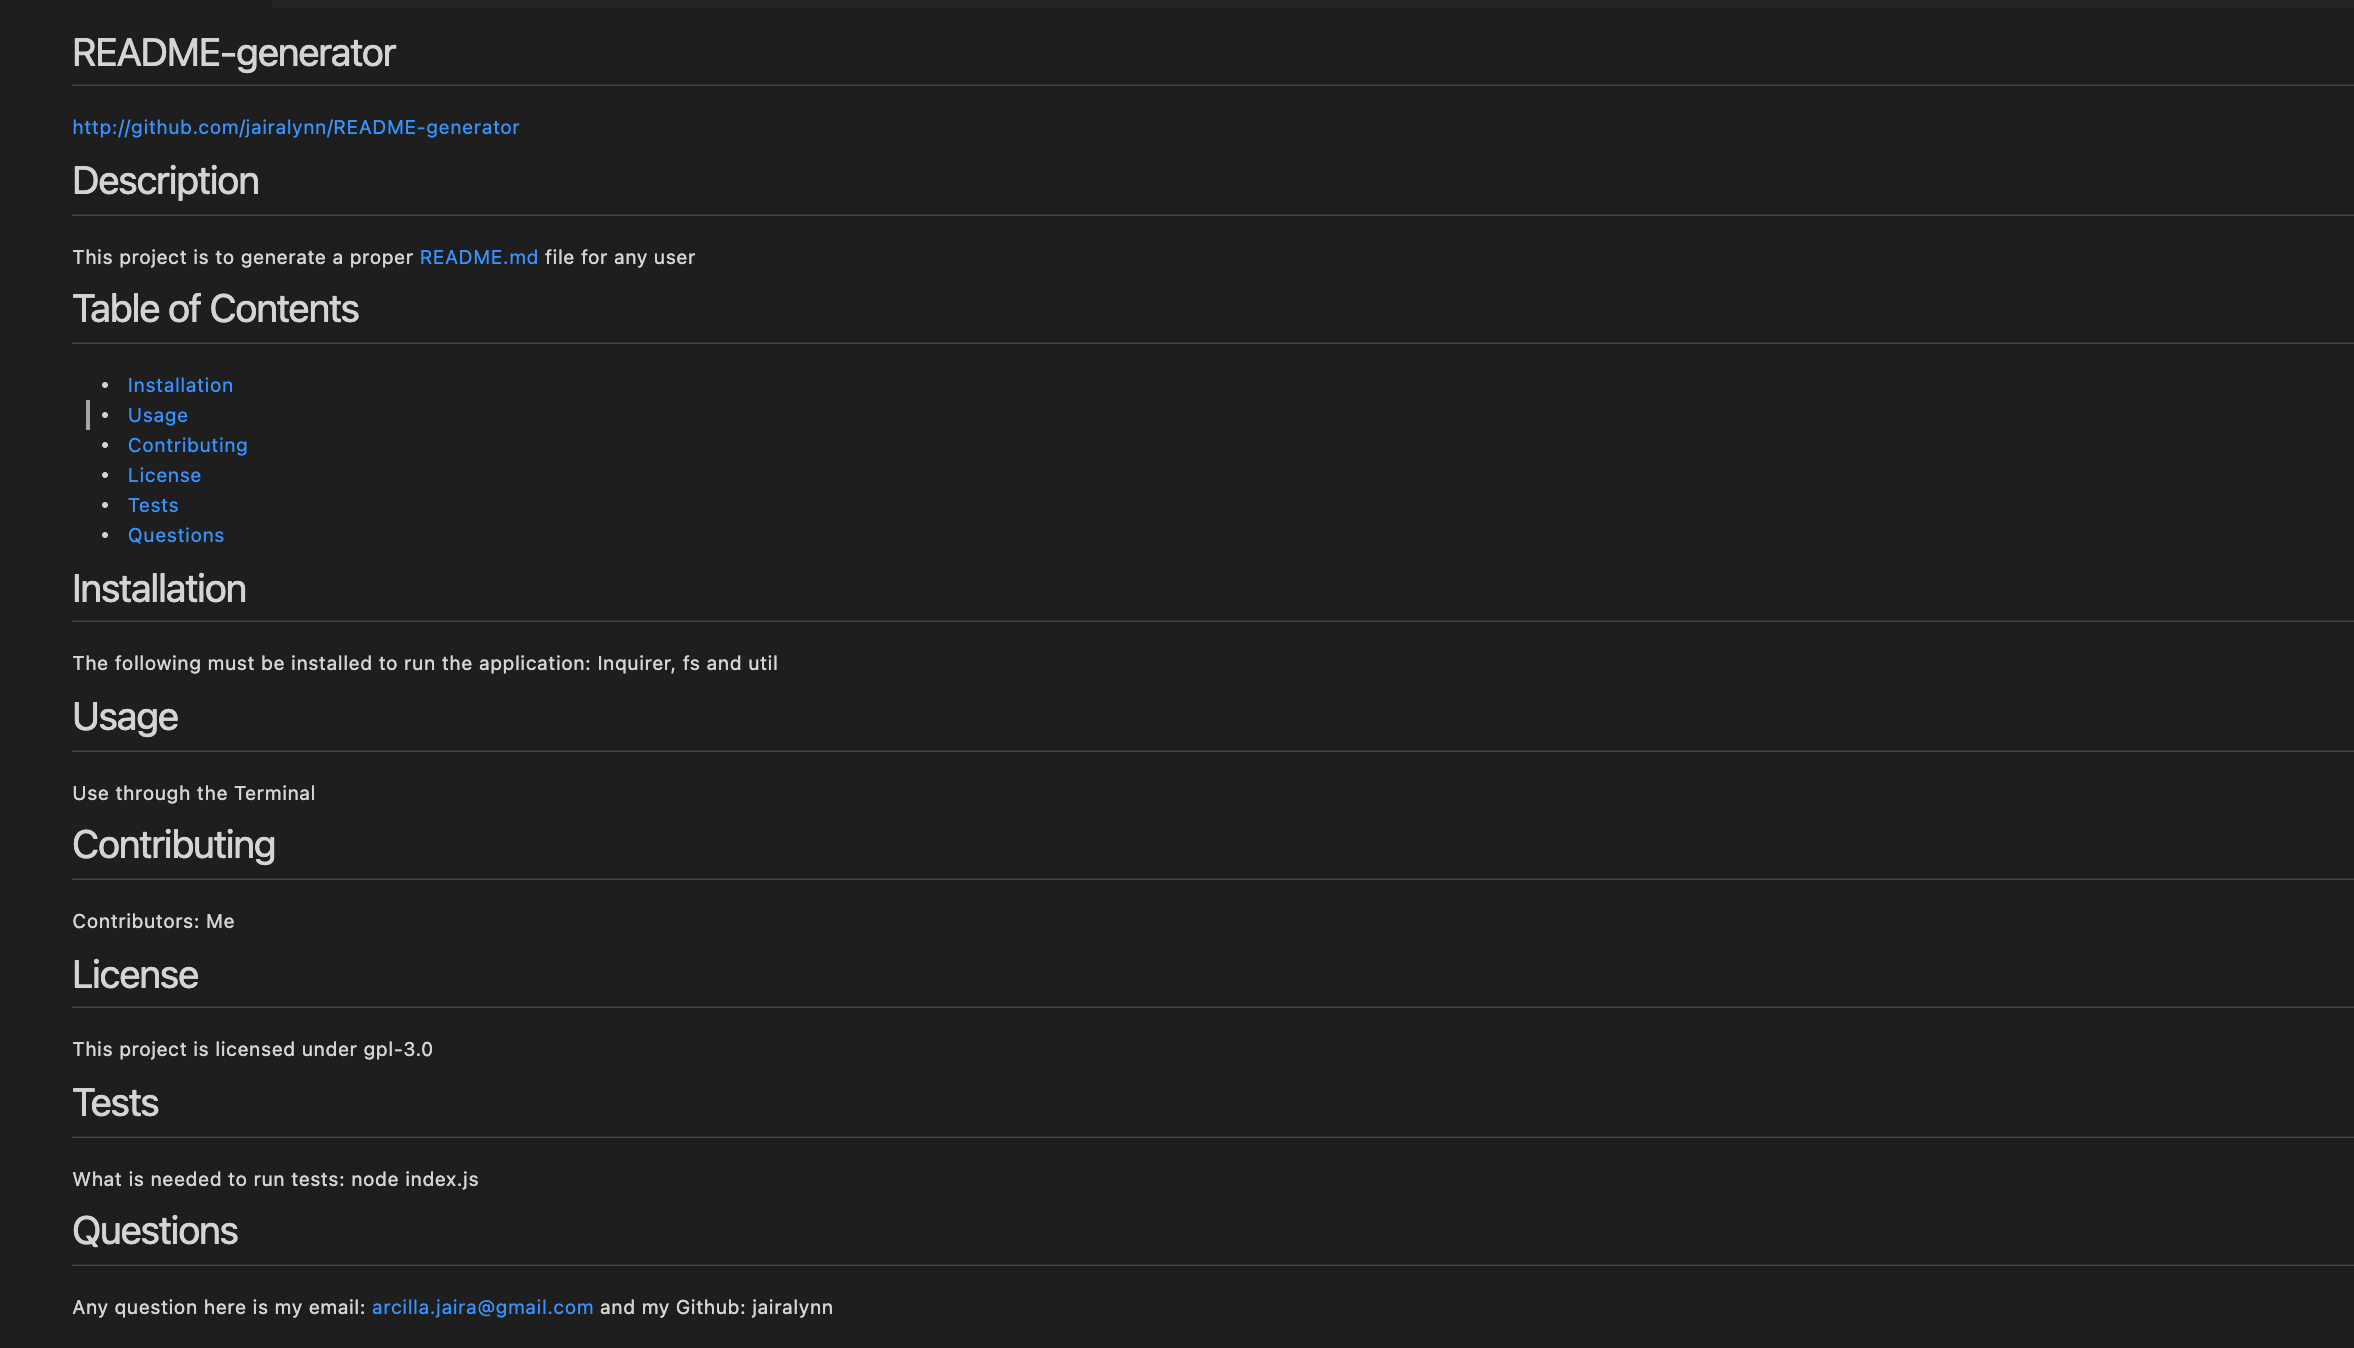 README-generator
http://github.com/jairalynn/README-generator
Description
This project is to generate a proper README.md file for any user
Table of Contents
• Installation
• Usage
• Contributing
• License
• Tests
• Questions
Installation
The following must be installed to run the application: Inquirer, fs and util
Usage
Use through the Terminal
Contributing
Contributors: Me
License
This project is licensed under gpl-3.0
Tests
What is needed to run tests: node index.js
Questions
Any question here is my email: arcilla.jaira@gmail.com and my Github: jairalynn